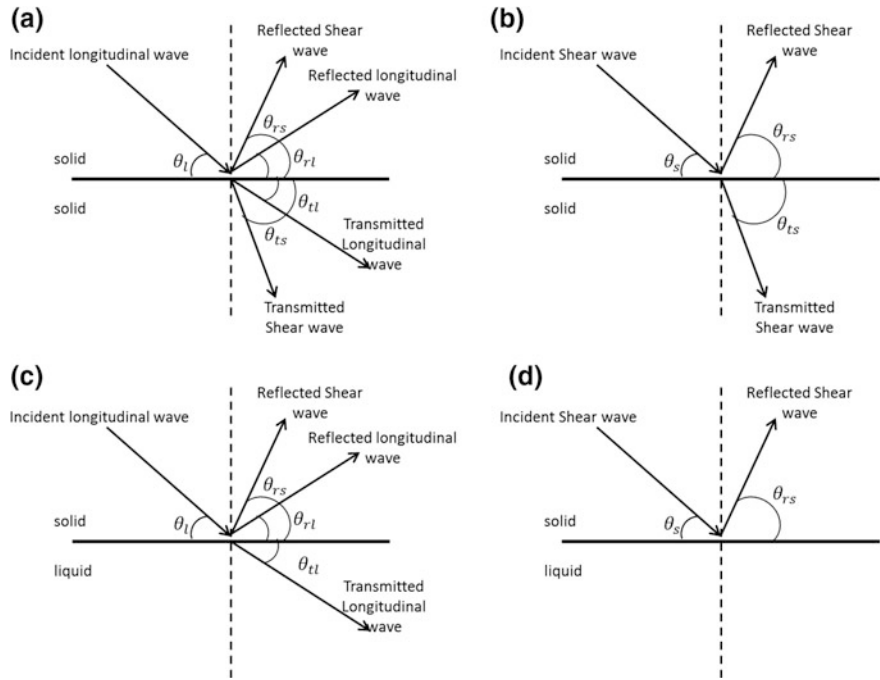 (a)
Incident longitudinal wave
Reflected Shear
wave
Reflected longitudinal
wave
θrs
θl
θrl
solid
solid
θtl
θts
Transmitted
Longitudinal
wave
Transmitted
Shear wave
(b)
Incident Shear wave
Reflected Shear
wave
θrs
θs
solid
solid
θts
Transmitted
Shear wave
(c)
Incident longitudinal wave
Reflected Shear
wave
Reflected longitudinal
wave
θrs
θl
θrl
solid
liquid
θtl
Transmitted
Longitudinal
wave
(d)
Incident Shear wave
Reflected Shear
wave
θrs
θs
solid
liquid